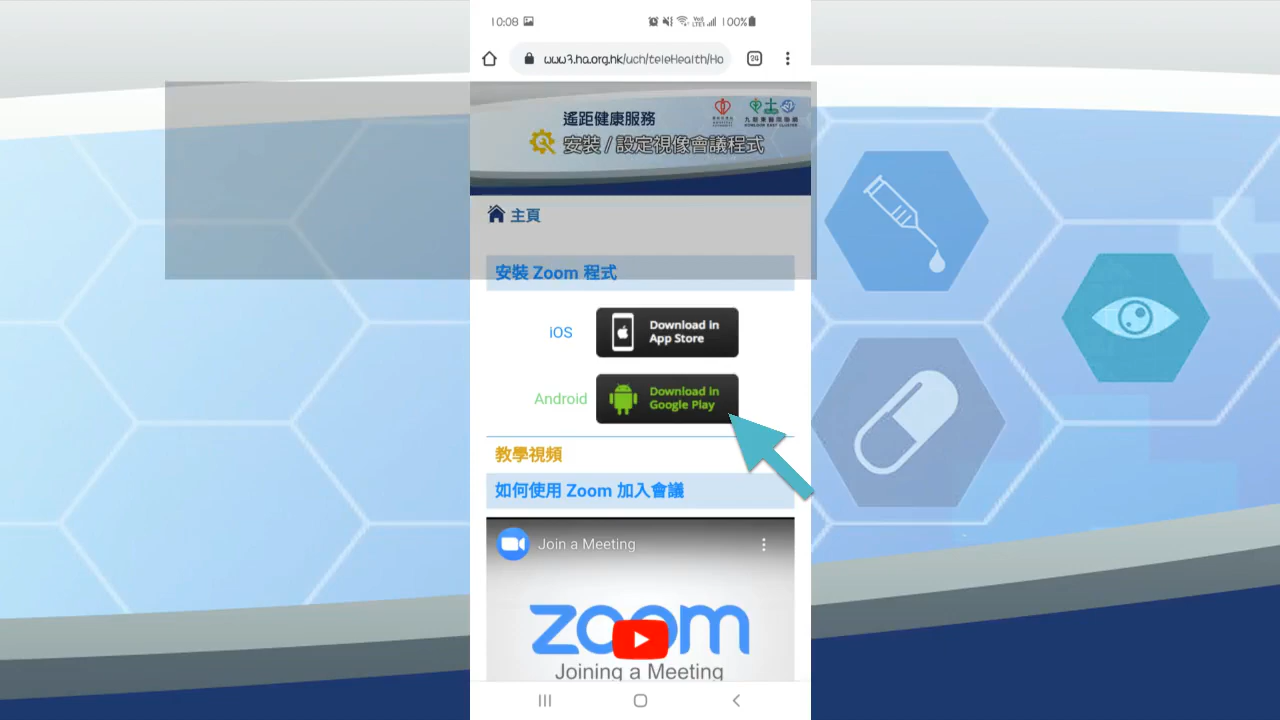 10:08
100%
www3.ha.org.hk/uch/teleHealth/Ho
遙距健康服務
安裝 / 設定視像會議程式
主頁
安裝 Zoom 程式
iOS
Download in
App Store
Android
Download in
Google Play
教學視頻
如何使用 Zoom 加入會議
Join a Meeting
zoom
Joining a Meeting